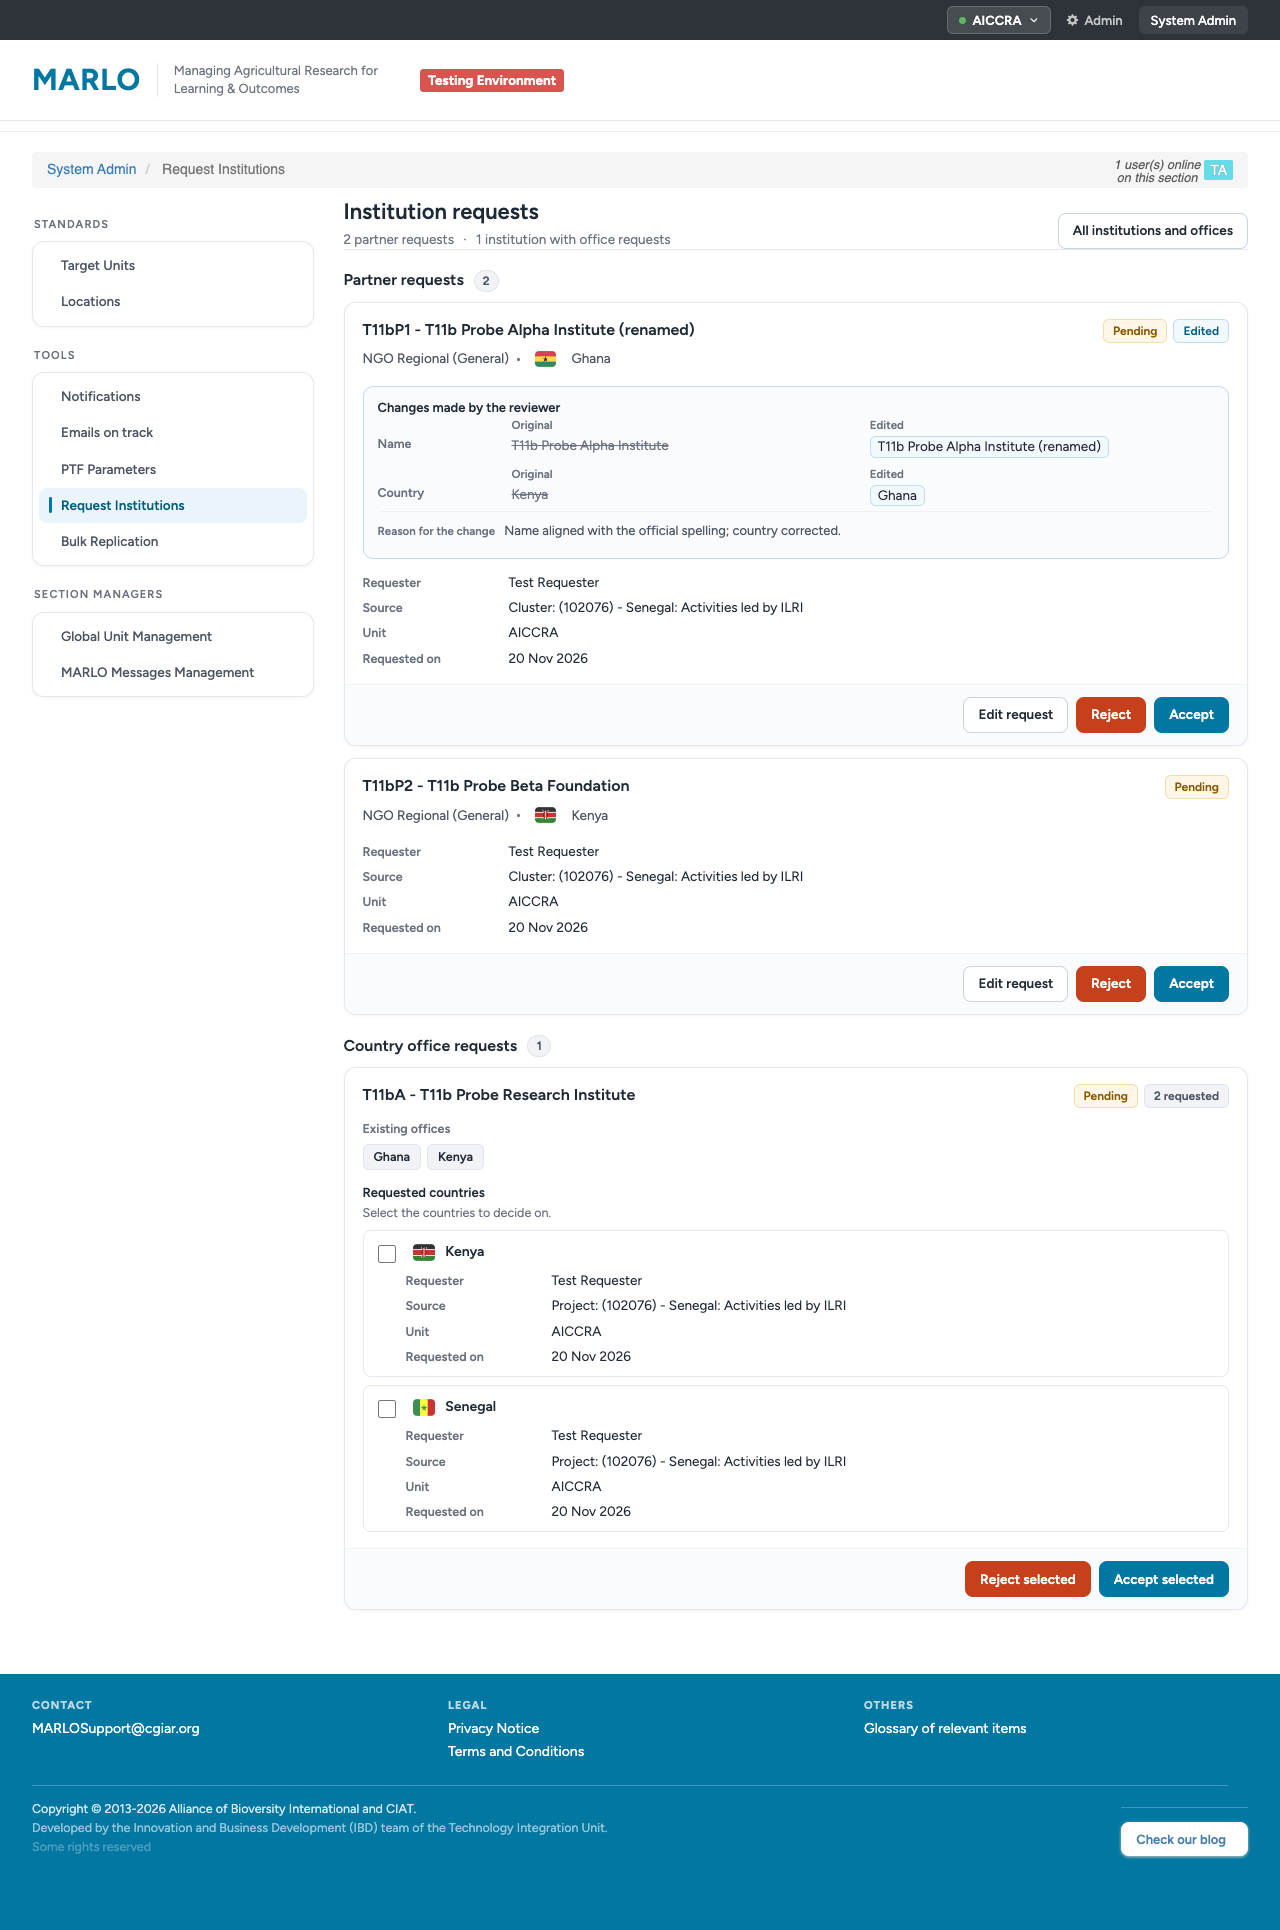 AICCRA
Admin
System Admin
MARLO
Managing Agricultural Research for
Learning & Outcomes
Testing Environment
System Admin / Request Institutions
1 user(s) online
on this section
TA
STANDARDS
Target Units
Locations
TOOLS
Notifications
Emails on track
PTF Parameters
Request Institutions
Bulk Replication
SECTION MANAGERS
Global Unit Management
MARLO Messages Management
Institution requests
2 partner requests · 1 institution with office requests
All institutions and offices
Partner requests 2
T11bP1 - T11b Probe Alpha Institute (renamed)
Pending Edited
NGO Regional (General) • Ghana
Changes made by the reviewer
Original Edited
Name T11b Probe Alpha Institute T11b Probe Alpha Institute (renamed)
Original Edited
Country Kenya Ghana
Reason for the change Name aligned with the official spelling; country corrected.
Requester Test Requester
Source Cluster: (102076) - Senegal: Activities led by ILRI
Unit AICCRA
Requested on 20 Nov 2026
Edit request Reject Accept
T11bP2 - T11b Probe Beta Foundation
Pending
NGO Regional (General) • Kenya
Requester Test Requester
Source Cluster: (102076) - Senegal: Activities led by ILRI
Unit AICCRA
Requested on 20 Nov 2026
Edit request Reject Accept
Country office requests 1
T11bA - T11b Probe Research Institute
Pending 2 requested
Existing offices
Ghana Kenya
Requested countries
Select the countries to decide on.
Kenya
Requester Test Requester
Source Project: (102076) - Senegal: Activities led by ILRI
Unit AICCRA
Requested on 20 Nov 2026
Senegal
Requester Test Requester
Source Project: (102076) - Senegal: Activities led by ILRI
Unit AICCRA
Requested on 20 Nov 2026
Reject selected Accept selected
CONTACT
MARLOSupport@cgiar.org
LEGAL
Privacy Notice
Terms and Conditions
OTHERS
Glossary of relevant items
Copyright © 2013-2026 Alliance of Bioversity International and CIAT.
Developed by the Innovation and Business Development (IBD) team of the Technology Integration Unit.
Some rights reserved
Check our blog